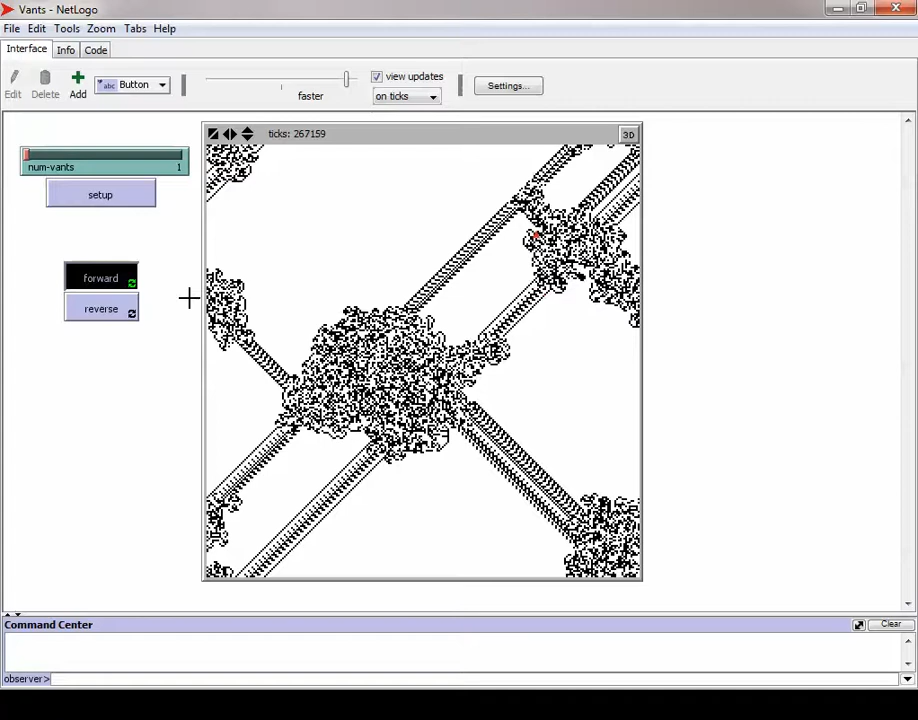 Vants - NetLogo
File Edit Tools Zoom Tabs Help
Interface Info Code
Edit Delete Add abc Button faster view updates on ticks Settings...
ticks: 267159 3D
num-vants 1
setup
forward
reverse
Command Center Clear
observer>